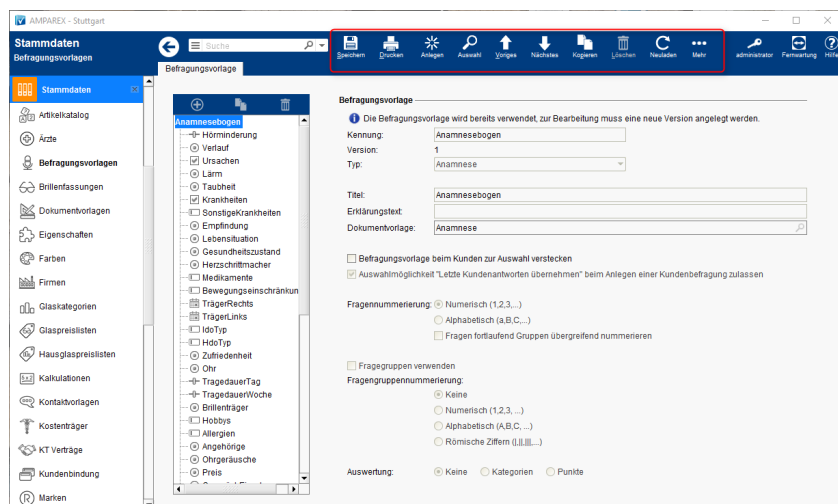 AMPAREX - Stuttgart
Stammdaten
Befragungsvorlagen
Suche
Speichern Drucken Anlegen Auswahl Voriges Nächstes Kopieren Löschen Neuladen Mehr administrator Fernwartung Hilfe
Befragungsvorlage
Stammdaten
Artikelkatalog
Ärzte
Befragungsvorlagen
Brillenfassungen
Dokumentvorlagen
Eigenschaften
Farben
Firmen
Glaskategorien
Glaspreislisten
Hausglaspreislisten
Kalkulationen
Kontaktvorlagen
Kostenträger
KT Verträge
Kundenbindung
Marken
Anamnesebogen
Hörminderung
Verlauf
Ursachen
Lärm
Taubheit
Krankheiten
SonstigeKrankheiten
Empfindung
Lebensituation
Gesundheitszustand
Herzschrittmacher
Medikamente
Bewegungseinschränkun
TrägerRechts
TrägerLinks
IdoTyp
HdoTyp
Zufriedenheit
Ohr
TragedauerTag
TragedauerWoche
Brillenträger
Hobbys
Allergien
Angehörige
Ohrgeräusche
Preis
Befragungsvorlage
Die Befragungsvorlage wird bereits verwendet, zur Bearbeitung muss eine neue Version angelegt werden.
Kennung: Anamnesebogen
Version: 1
Typ: Anamnese
Titel: Anamnesebogen
Erklärungstext:
Dokumentvorlage: Anamnese
Befragungsvorlage beim Kunden zur Auswahl verstecken
Auswahlmöglichkeit "Letzte Kundenantworten übernehmen" beim Anlegen einer Kundenbefragung zulassen
Fragennummerierung: Numerisch (1,2,3,...)
Alphabetisch (a,B,C,...)
Fragen fortlaufend Gruppen übergreifend nummerieren
Fragegruppen verwenden
Fragengruppennummerierung:
Keine
Numerisch (1,2,3, ...)
Alphabetisch (A,B,C, ...)
Römische Ziffern (I,II,III,...)
Auswertung: Keine Kategorien Punkte